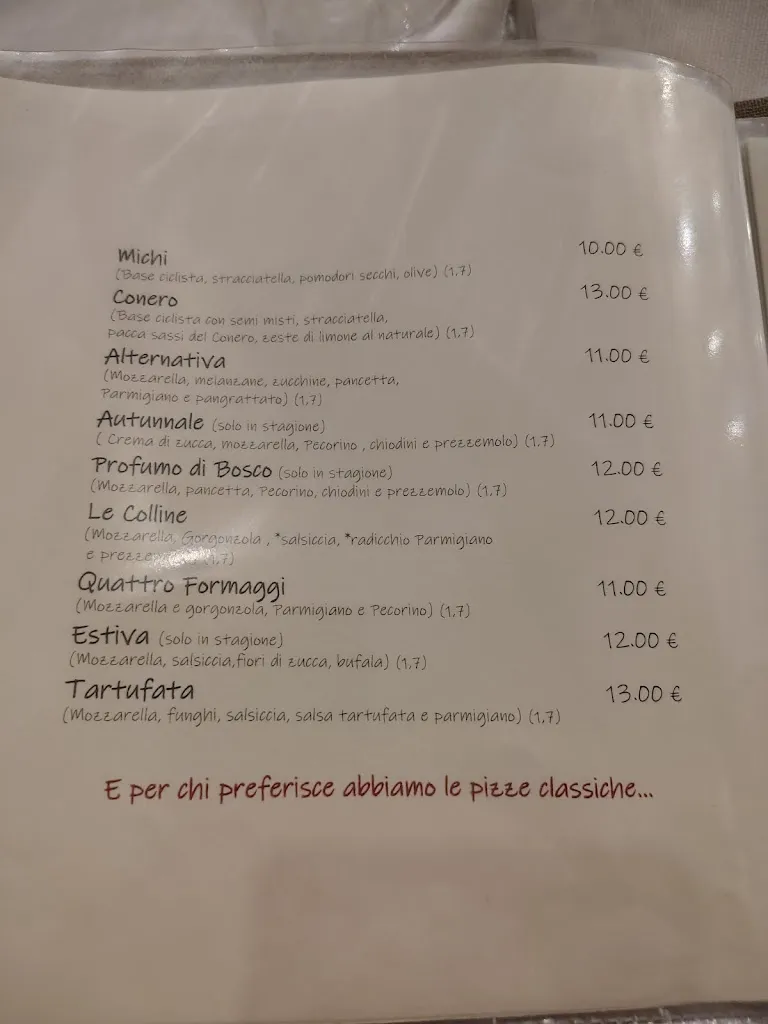 Michi 10.00 €
(Base ciclista, stracciatella, pomodori secchi, olive) (1,7)
Conero 13.00 €
(Base ciclista con semi misti, stracciatella,
pacca sassi del Conero, zeste di limone al naturale) (1,7)
Alternativa 11.00 €
(Mozzarella, melanzane, zucchine, pancetta,
Parmigiano e pangrattato) (1,7)
Autunnale (solo in stagione) 11.00 €
( Crema di zucca, mozzarella, Pecorino , chiodini e prezzemolo) (1,7)
Profumo di Bosco (solo in stagione) 12.00 €
(Mozzarella, pancetta, Pecorino, chiodini e prezzemolo) (1,7)
Le Colline 12.00 €
(Mozzarella, Gorgonzola , *salsiccia, *radicchio Parmigiano
e
Quattro Formaggi 11.00 €
(Mozzarella e gorgonzola, Parmigiano e Pecorino) (1,7)
Estiva (solo in stagione) 12.00 €
(Mozzarella, salsiccia,fiori di zucca, bufala) (1,7)
Tartufata 13.00 €
(Mozzarella, funghi, salsiccia, salsa tartufata e parmigiano) (1,7)
E per chi preferisce abbiamo le pizze classiche...